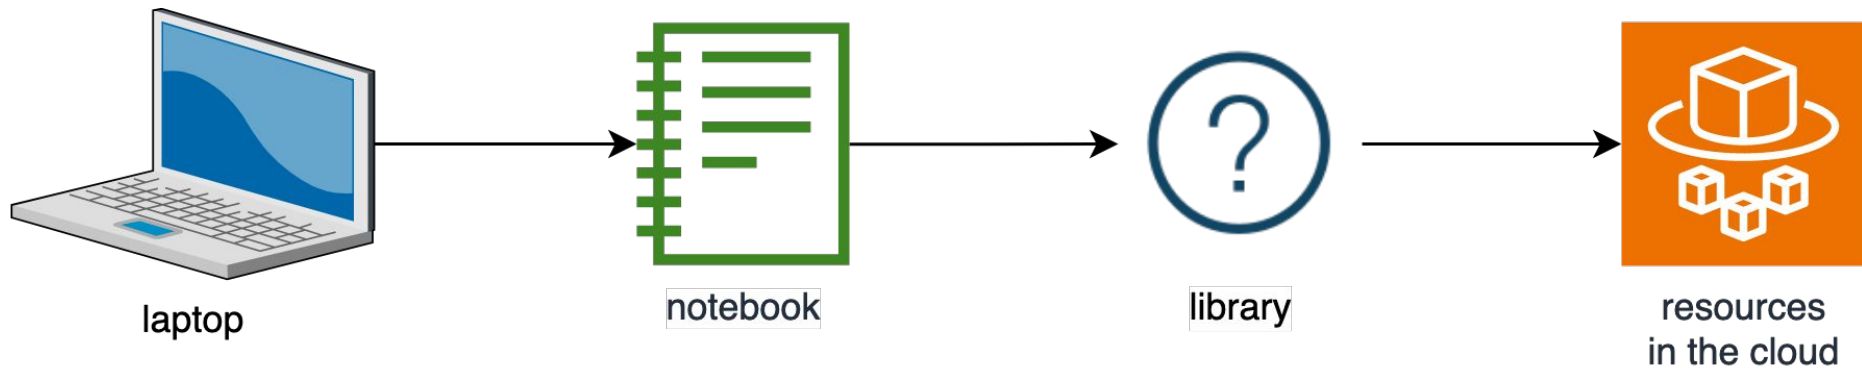 laptop
notebook
?
library
resources
in the cloud